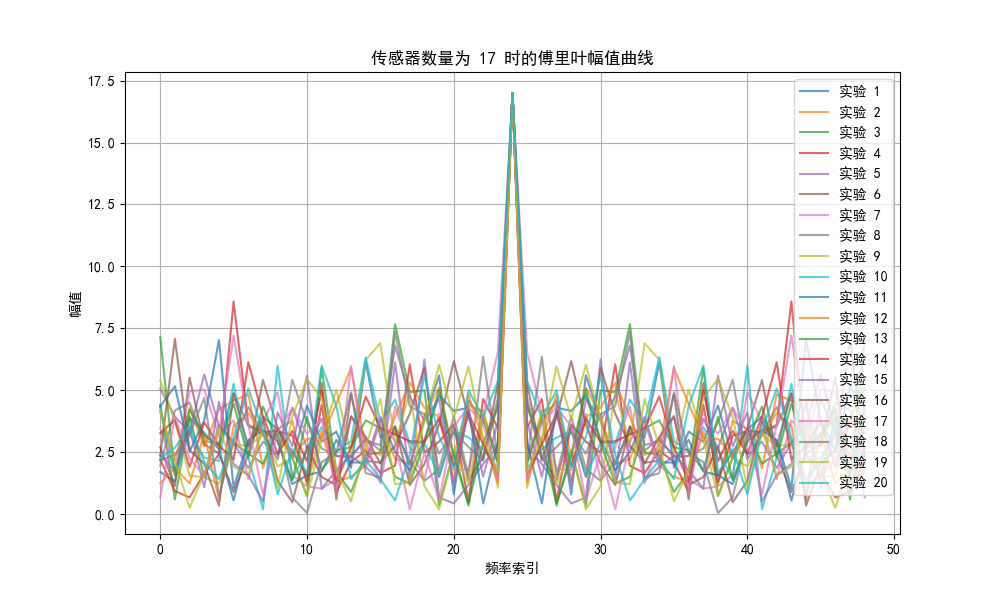 传感器数量为 17 时的傅里叶幅值曲线
幅值
17.5
15.0
12.5
10.0
7.5
5.0
2.5
0.0
0
10
20
30
40
50
频率索引
实验 1
实验 2
实验 3
实验 4
实验 5
实验 6
实验 7
实验 8
实验 9
实验 10
实验 11
实验 12
实验 13
实验 14
实验 15
实验 16
实验 17
实验 18
实验 19
实验 20